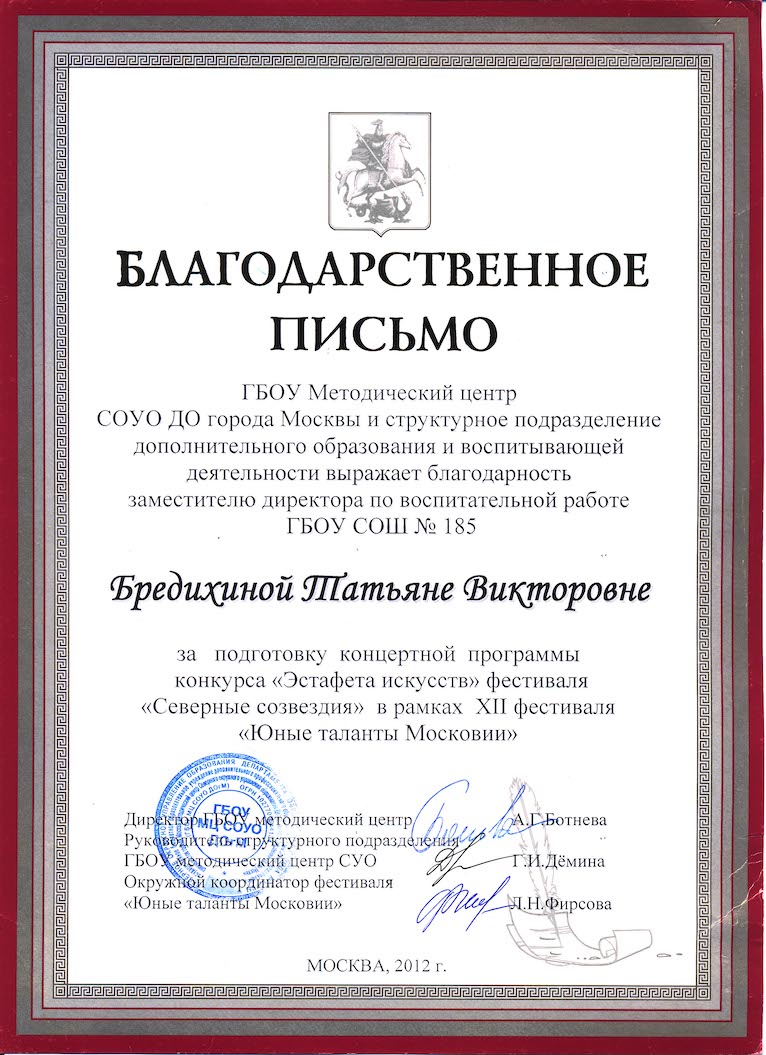 БЛАГОДАРСТВЕННОЕ
ПИСЬМО
ГБОУ Методический центр
СОУО ДО города Москвы и структурное подразделение
дополнительного образования и воспитывающей
деятельности выражает благодарность
заместителю директора по воспитательной работе
ГБОУ СОШ № 185
Бредихиной Татьяне Викторовне
за подготовку концертной программы
конкурса «Эстафета искусств» фестиваля
«Северные созвездия» в рамках XII фестиваля
«Юные таланты Московии»
ГБОУ
МЦ СОУО
ДОгМ
Директор ГБОУ методический центр А.Г.Ботнева
Руководитель структурного подразделения
ГБОУ методический центр СУО Г.И.Дёмина
Окружной координатор фестиваля
«Юные таланты Московии» Л.Н.Фирсова
МОСКВА, 2012 г.